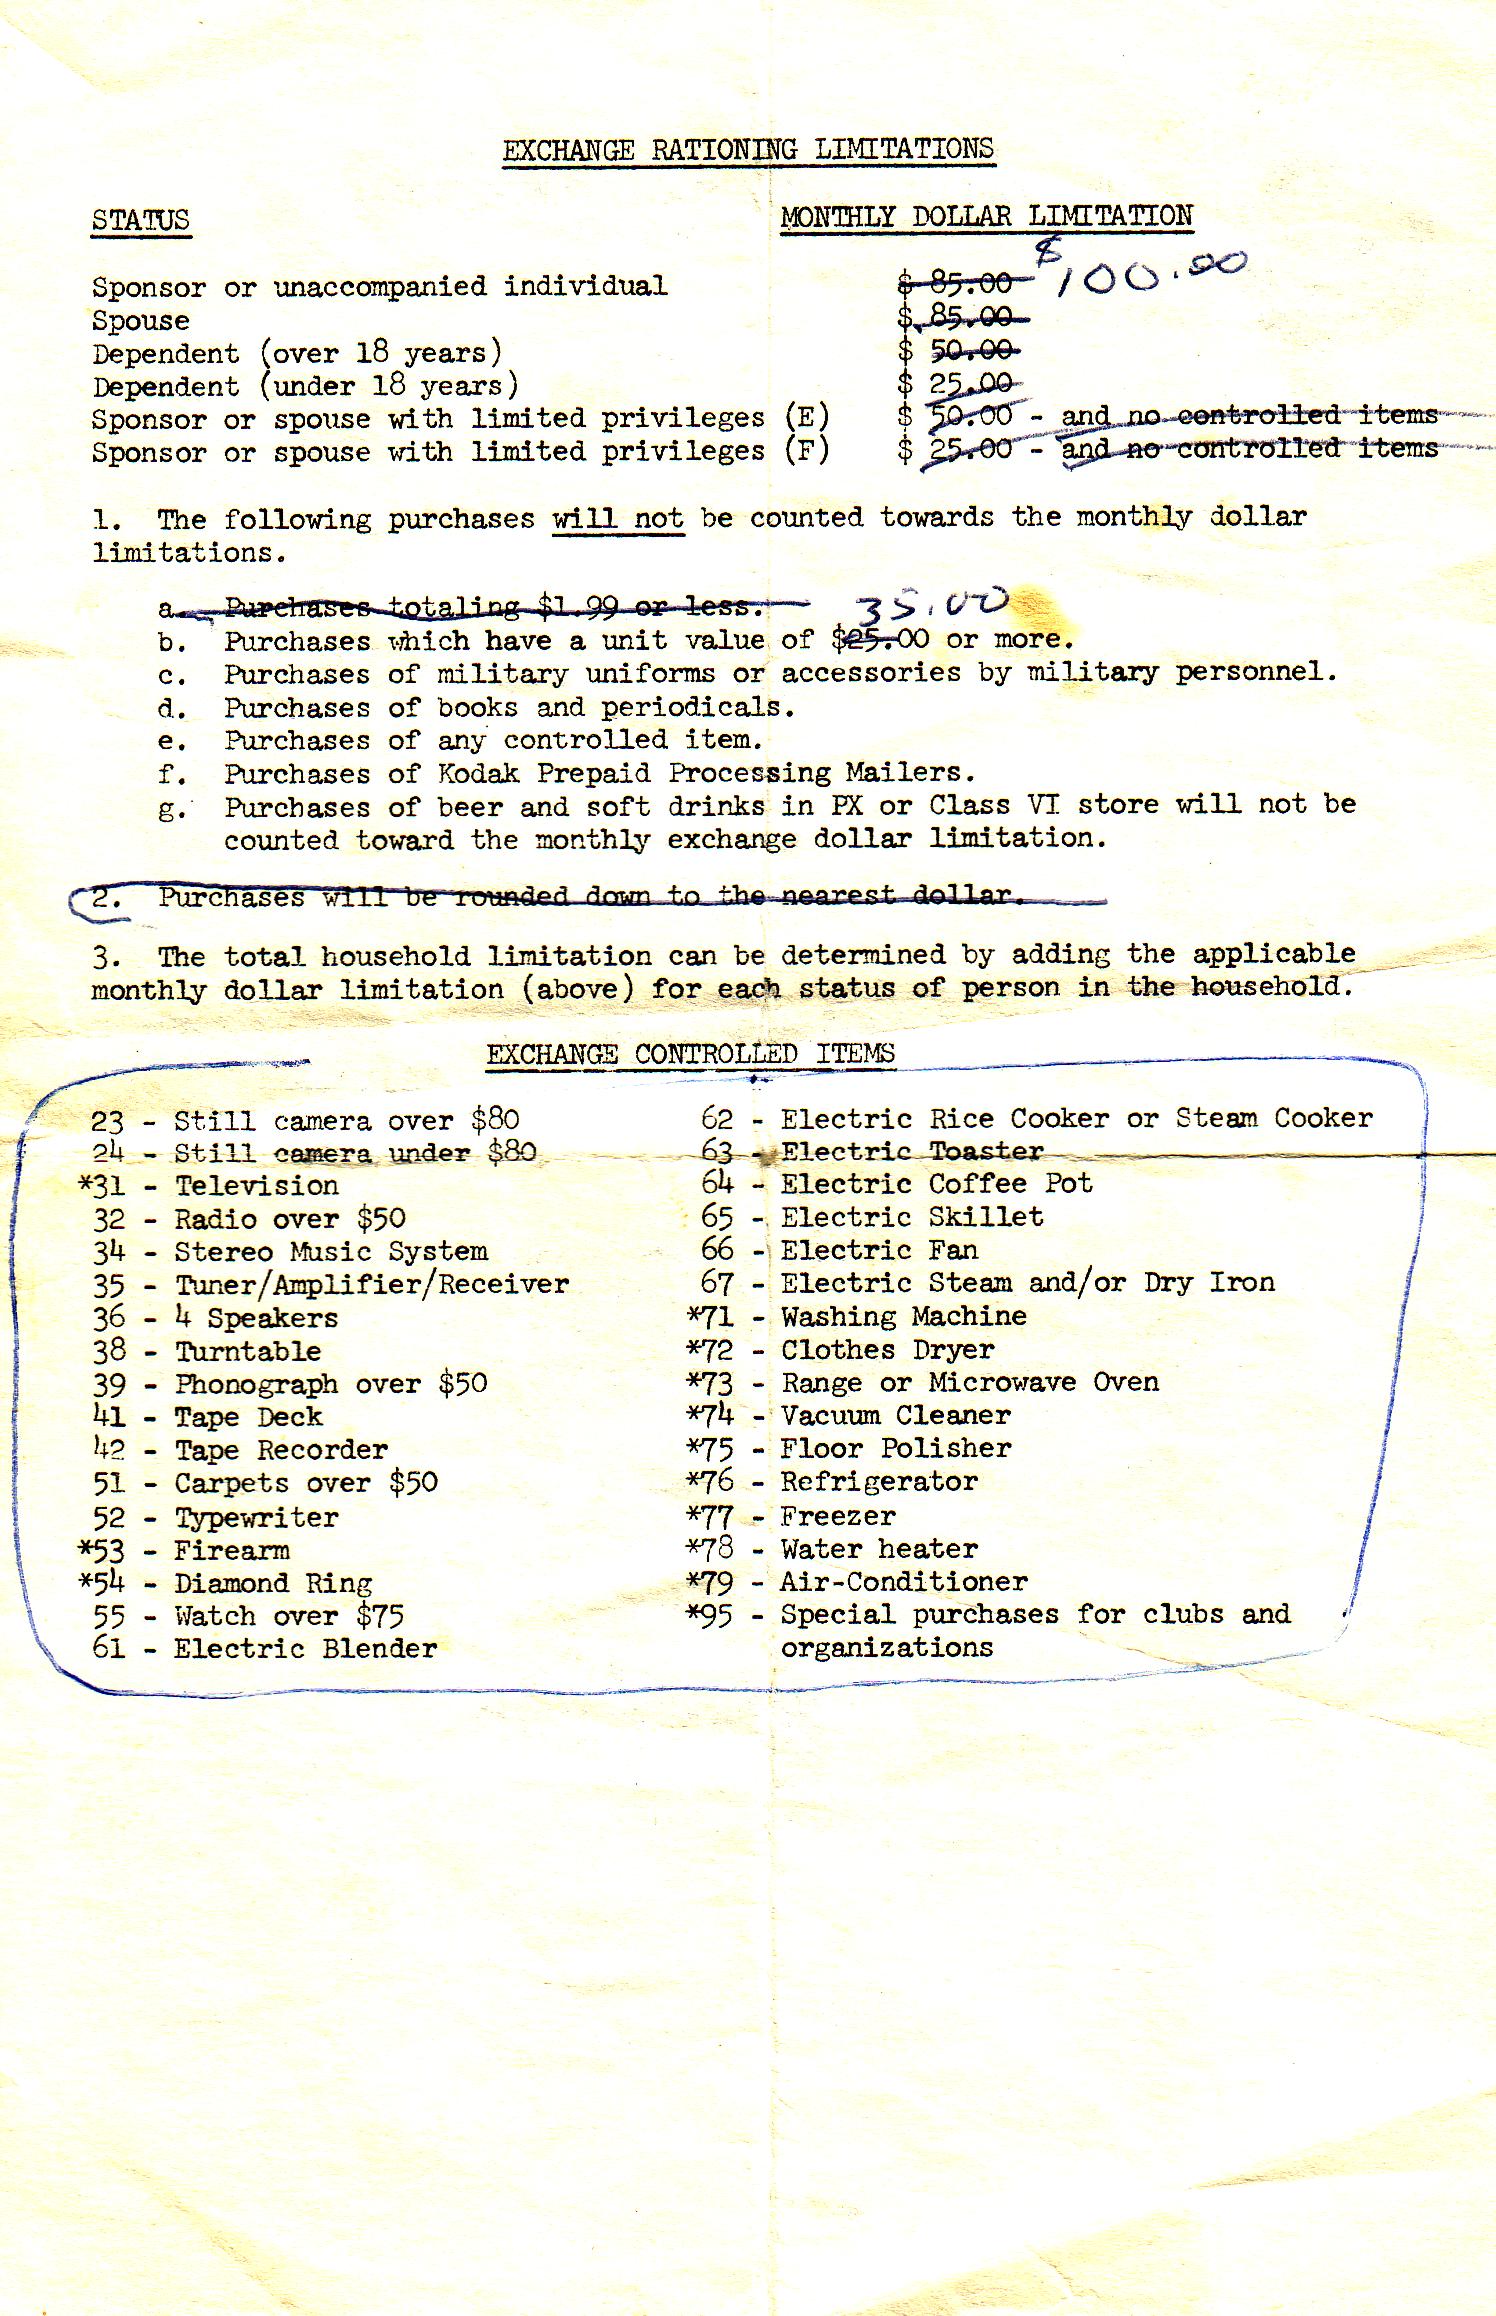 EXCHANGE RATIONING LIMITATIONS
STATUS MONTHLY DOLLAR LIMITATION
Sponsor or unaccompanied individual $ 85.00 $100.00
Spouse $ 85.00
Dependent (over 18 years) $ 50.00
Dependent (under 18 years) $ 25.00
Sponsor or spouse with limited privileges (E) $ 50.00 - and no controlled items
Sponsor or spouse with limited privileges (F) $ 25.00 - and no controlled items
1. The following purchases will not be counted towards the monthly dollar
limitations.
a. Purchases totaling $1.99 or less. 35.00
b. Purchases which have a unit value of $25.00 or more.
c. Purchases of military uniforms or accessories by military personnel.
d. Purchases of books and periodicals.
e. Purchases of any controlled item.
f. Purchases of Kodak Prepaid Processing Mailers.
g. Purchases of beer and soft drinks in PX or Class VI store will not be
counted toward the monthly exchange dollar limitation.
2. Purchases will be rounded down to the nearest dollar.
3. The total household limitation can be determined by adding the applicable
monthly dollar limitation (above) for each status of person in the household.
EXCHANGE CONTROLLED ITEMS
23 - Still camera over $80
24 - Still camera under $80
*31 - Television
32 - Radio over $50
34 - Stereo Music System
35 - Tuner/Amplifier/Receiver
36 - 4 Speakers
38 - Turntable
39 - Phonograph over $50
41 - Tape Deck
42 - Tape Recorder
51 - Carpets over $50
52 - Typewriter
*53 - Firearm
*54 - Diamond Ring
55 - Watch over $75
61 - Electric Blender
62 - Electric Rice Cooker or Steam Cooker
63 - Electric Toaster
64 - Electric Coffee Pot
65 - Electric Skillet
66 - Electric Fan
67 - Electric Steam and/or Dry Iron
*71 - Washing Machine
*72 - Clothes Dryer
*73 - Range or Microwave Oven
*74 - Vacuum Cleaner
*75 - Floor Polisher
*76 - Refrigerator
*77 - Freezer
*78 - Water heater
*79 - Air-Conditioner
*95 - Special purchases for clubs and
organizations